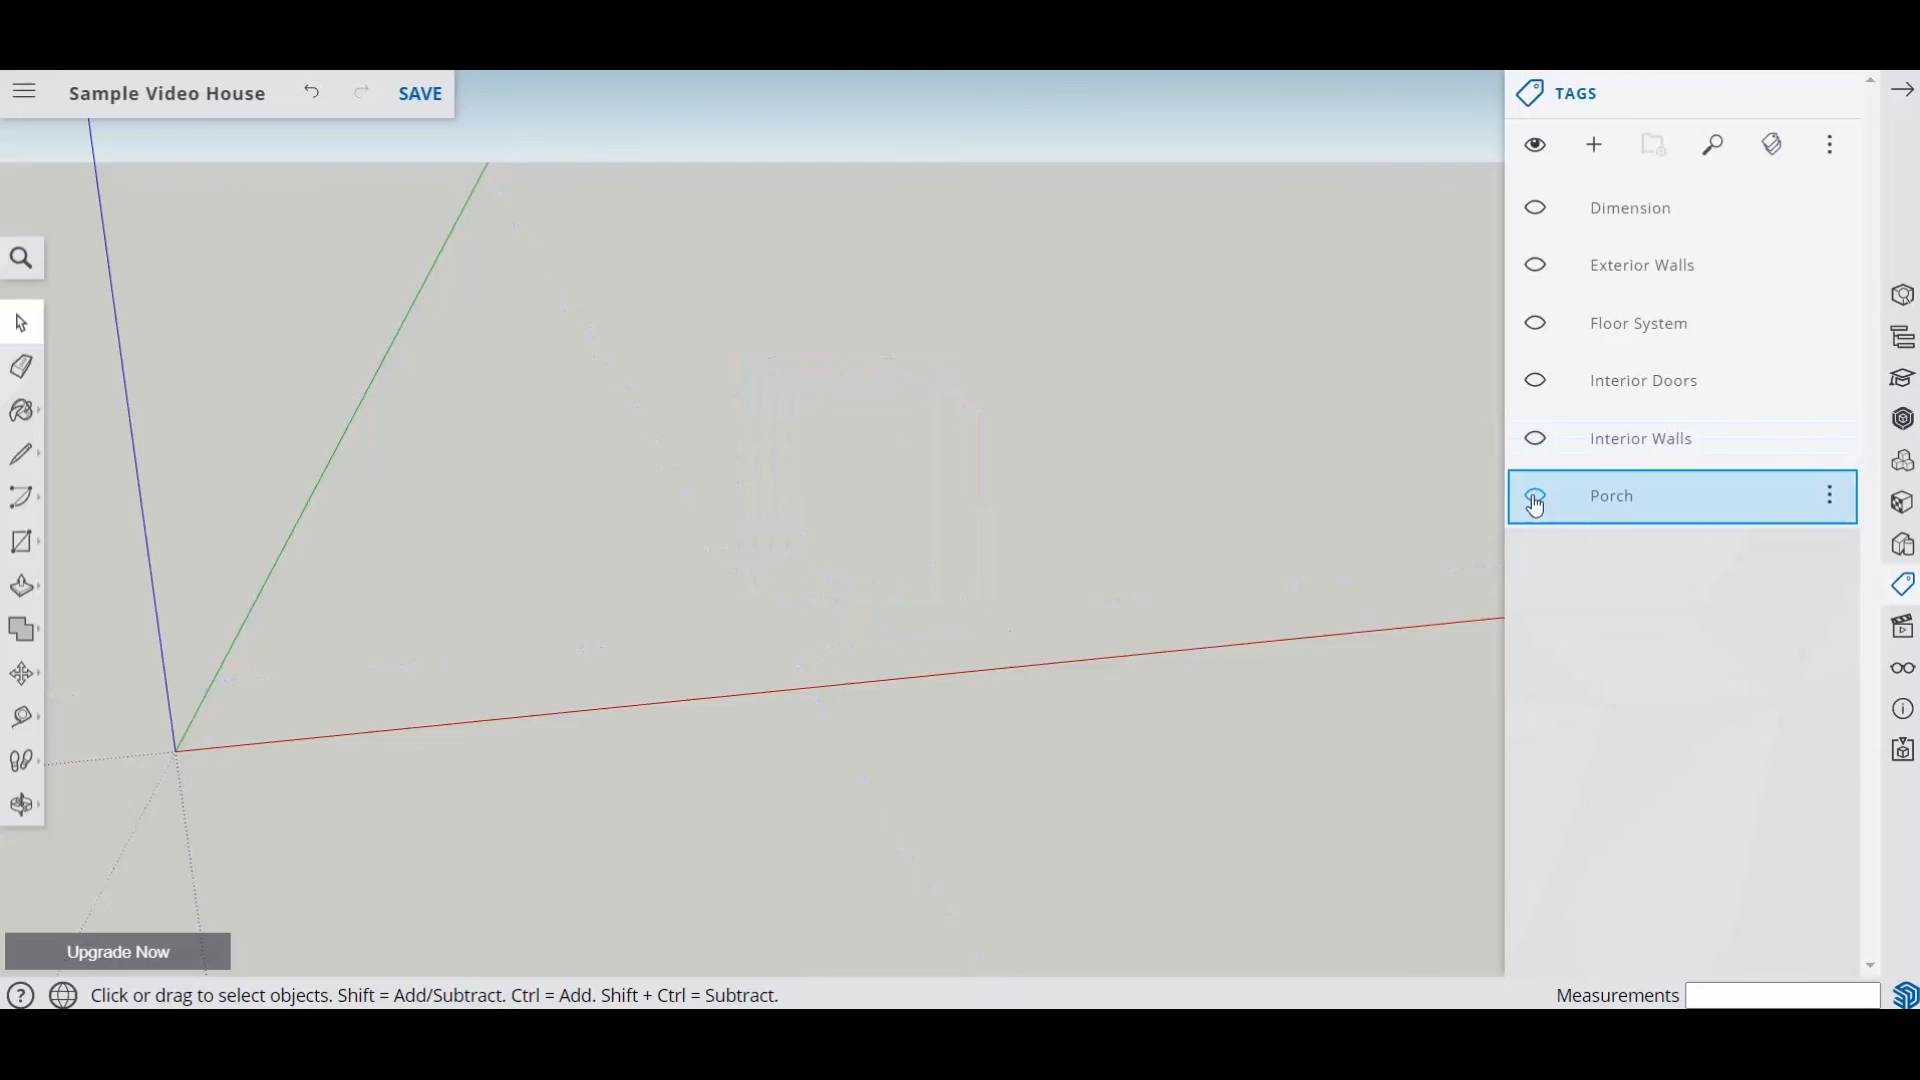 Sample Video House
SAVE
TAGS
Dimension
Exterior Walls
Floor System
Interior Doors
Interior Walls
Porch
Upgrade Now
Click or drag to select objects. Shift = Add/Subtract. Ctrl = Add. Shift + Ctrl = Subtract.
Measurements